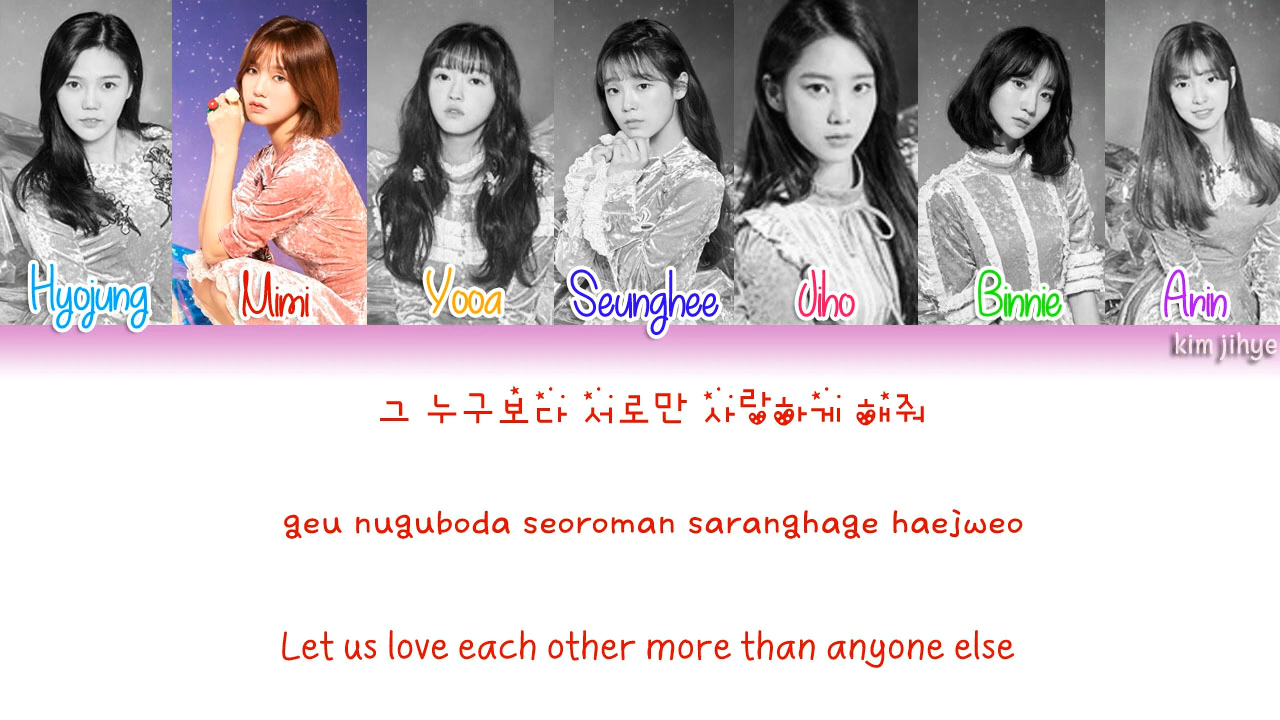 Hyojung Mimi Yooa Seunghee Jiho Binnie Arin
kim jihye
그 누구보다 서로만 사랑하게 해줘
geu nuguboda seoroman saranghage haejweo
Let us love each other more than anyone else